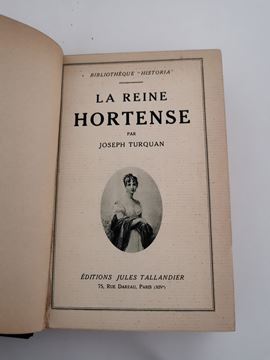 BIBLIOTHÈQUE "HISTORIA"
LA REINE
HORTENSE
PAR
JOSEPH TURQUAN
ÉDITIONS JULES TALLANDIER
75, RUE DAREAU, PARIS (XIVᵉ)